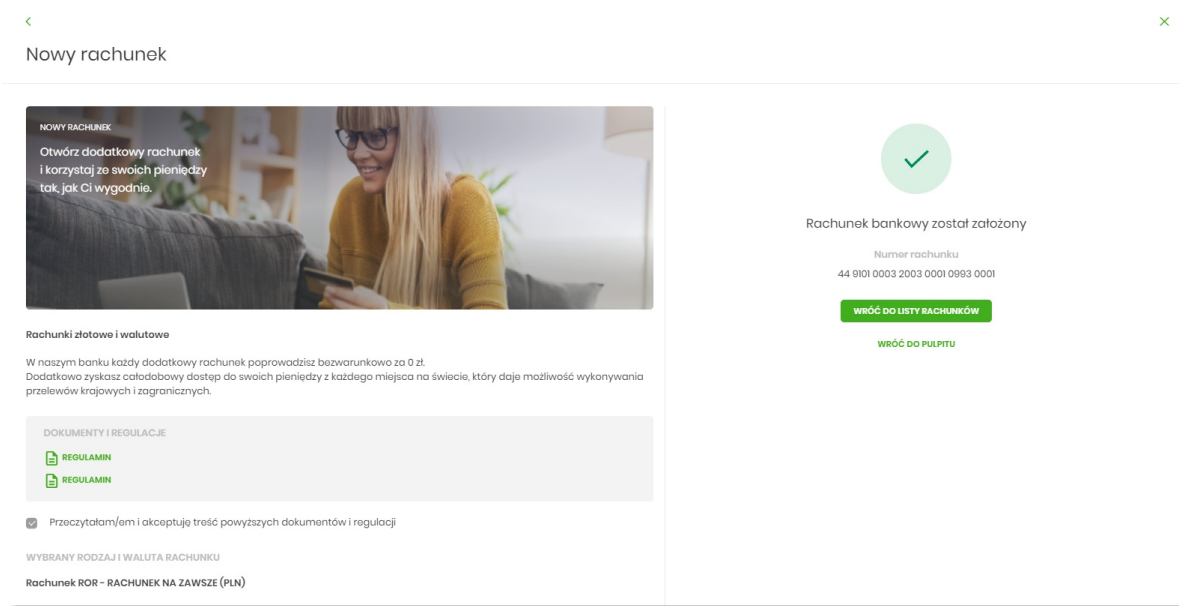 Nowy rachunek
NOWY RACHUNEK
Otwórz dodatkowy rachunek
i korzystaj ze swoich pieniędzy
tak, jak Ci wygodnie.
Rachunki złotowe i walutowe
W naszym banku każdy dodatkowy rachunek poprowadzisz bezwarunkowo za 0 zł.
Dodatkowo zyskasz całodobowy dostęp do swoich pieniędzy z każdego miejsca na świecie, który daje możliwość wykonywania
przelewów krajowych i zagranicznych.
DOKUMENTY I REGULACJE
REGULAMIN
REGULAMIN
Przeczytałam/em i akceptuję treść powyższych dokumentów i regulacji
WYBRANY RODZAJ I WALUTA RACHUNKU
Rachunek ROR - RACHUNEK NA ZAWSZE (PLN)
Rachunek bankowy został założony
Numer rachunku
44 9101 0003 2003 0001 0993 0001
WRÓĆ DO LISTY RACHUNKÓW
WRÓĆ DO PULPITU